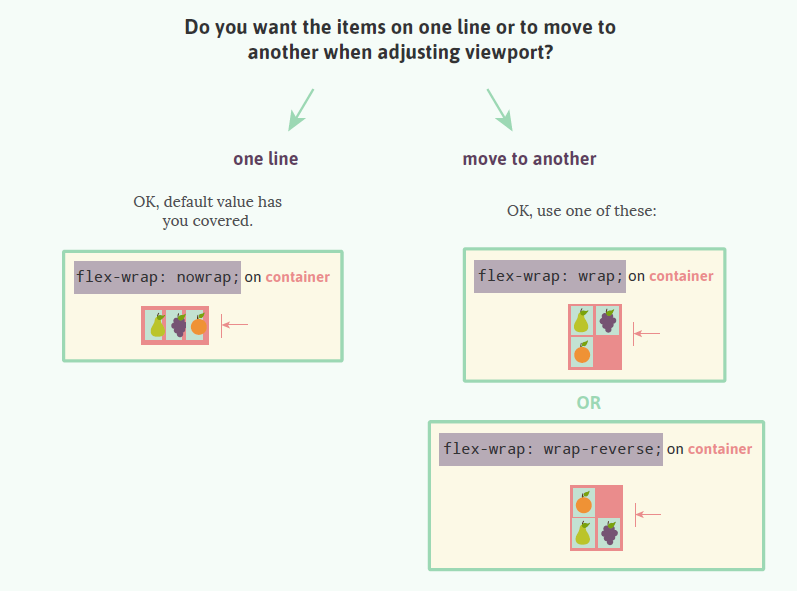 Do you want the items on one line or to move to
another when adjusting viewport?
one line
OK, default value has
you covered.
flex-wrap: nowrap; on container
move to another
OK, use one of these:
flex-wrap: wrap; on container
OR
flex-wrap: wrap-reverse; on container